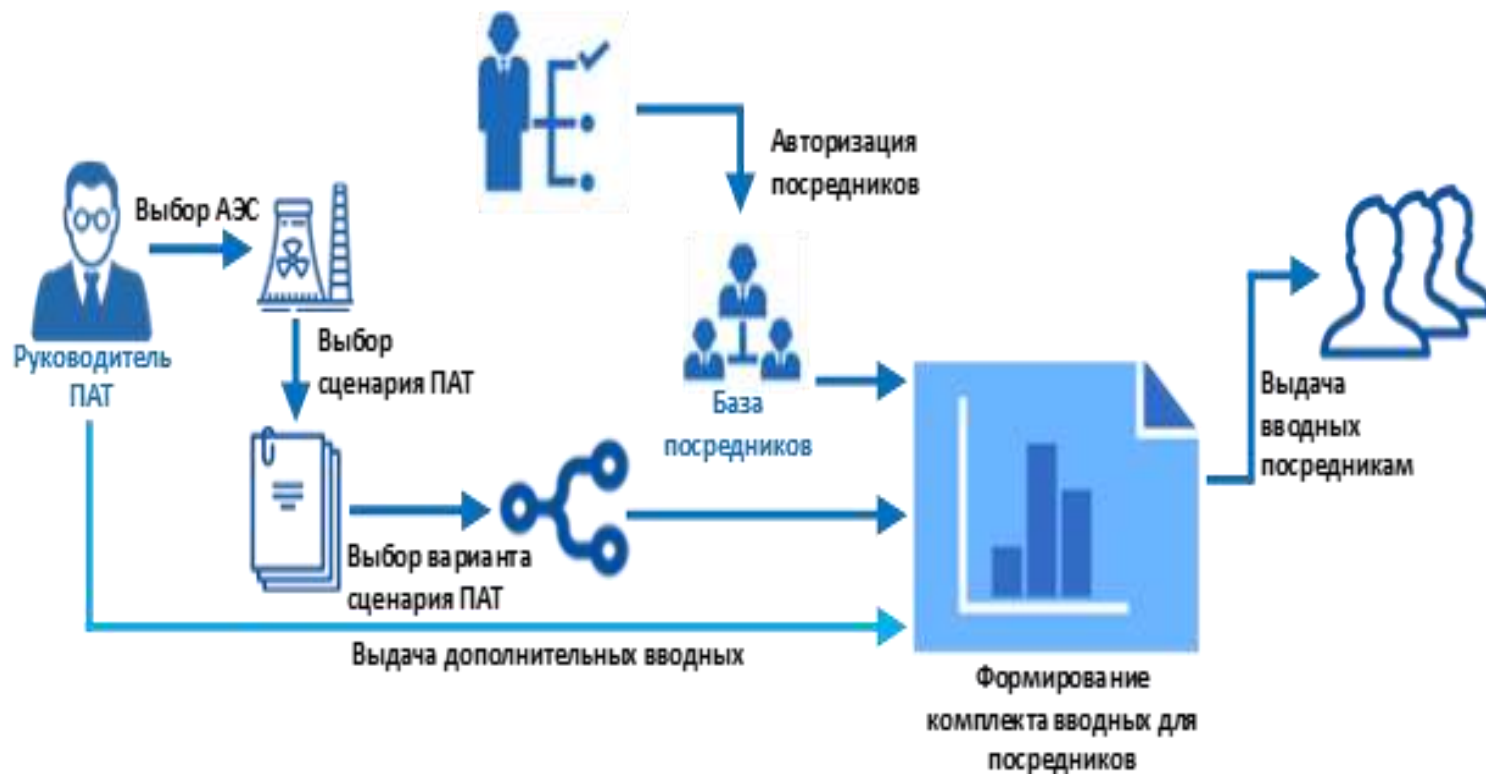 Авторизация
посредников
Выбор АЭС
Руководитель
ПАТ
Выбор
сценария ПАТ
База
посредников
Выдача
вводных
посредникам
Выбор варианта
сценария ПАТ
Выдача дополнительных вводных
Формирование
комплекта вводных для
посредников